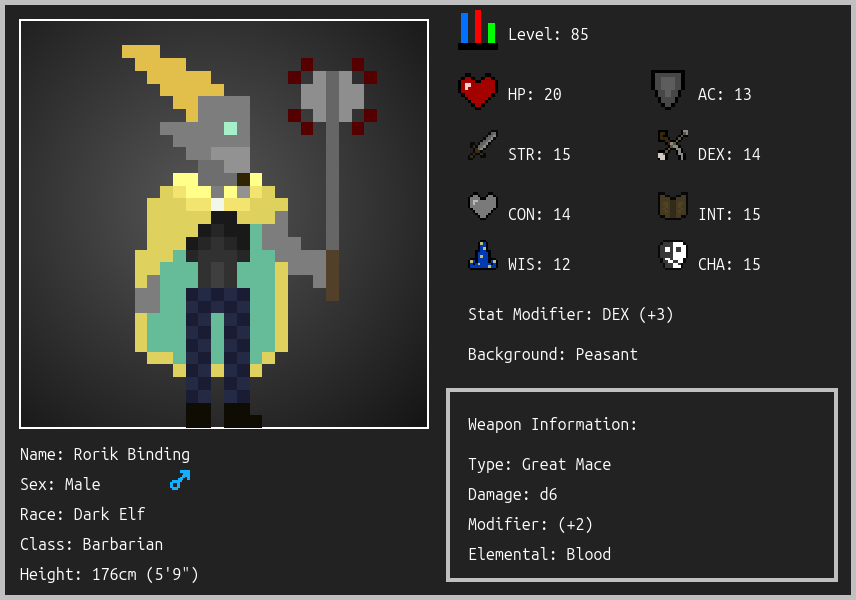 Level: 85
HP: 20
AC: 13
STR: 15
DEX: 14
CON: 14
INT: 15
WIS: 12
CHA: 15
Stat Modifier: DEX (+3)
Background: Peasant
Weapon Information:
Type: Great Mace
Damage: d6
Modifier: (+2)
Elemental: Blood
Name: Rorik Binding
Sex: Male
Race: Dark Elf
Class: Barbarian
Height: 176cm (5'9")